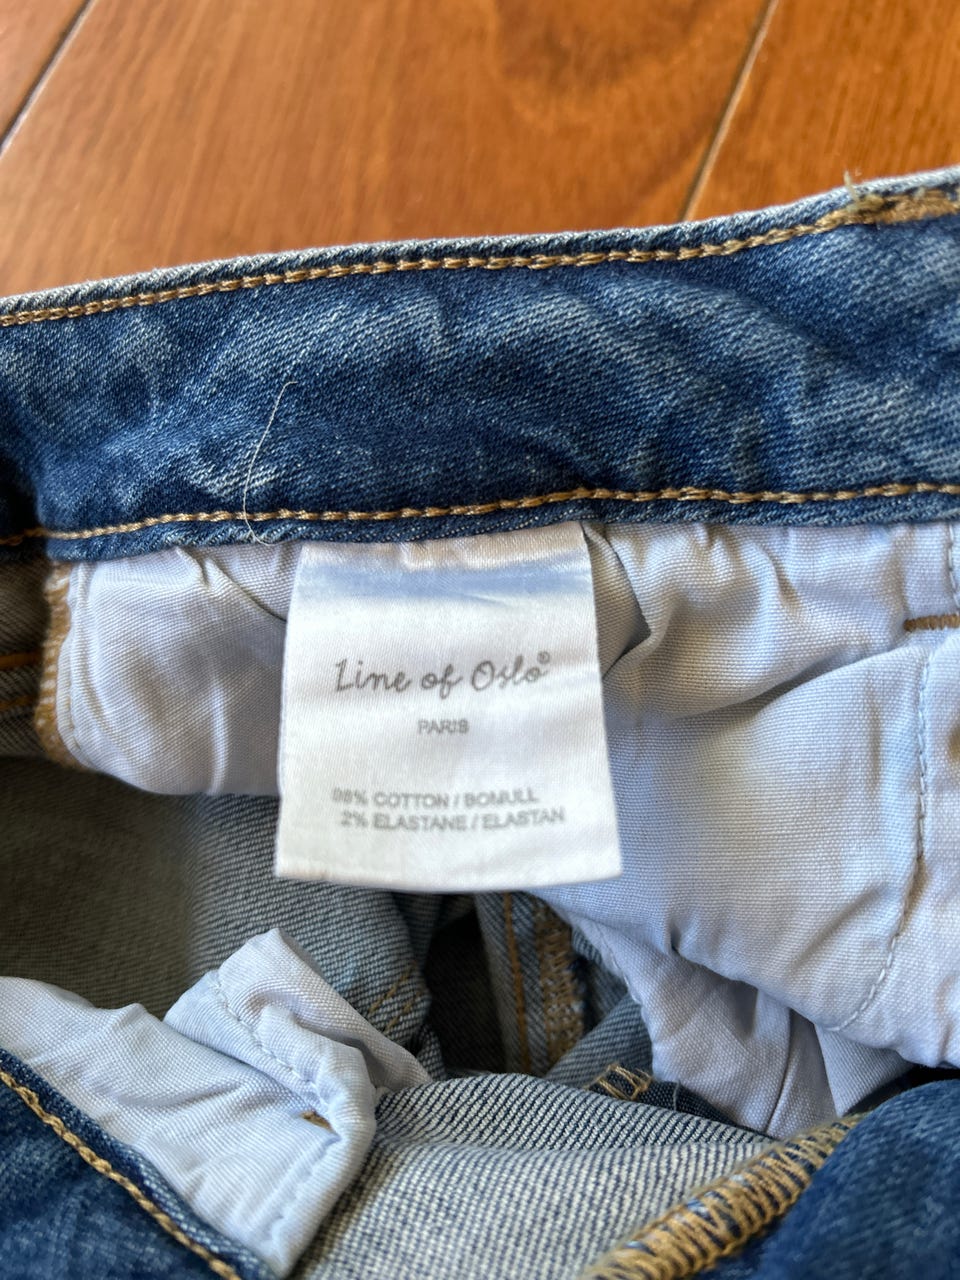 Line of Oslo®
PARIS
98% COTTON / BOMULL
2% ELASTANE / ELASTAN